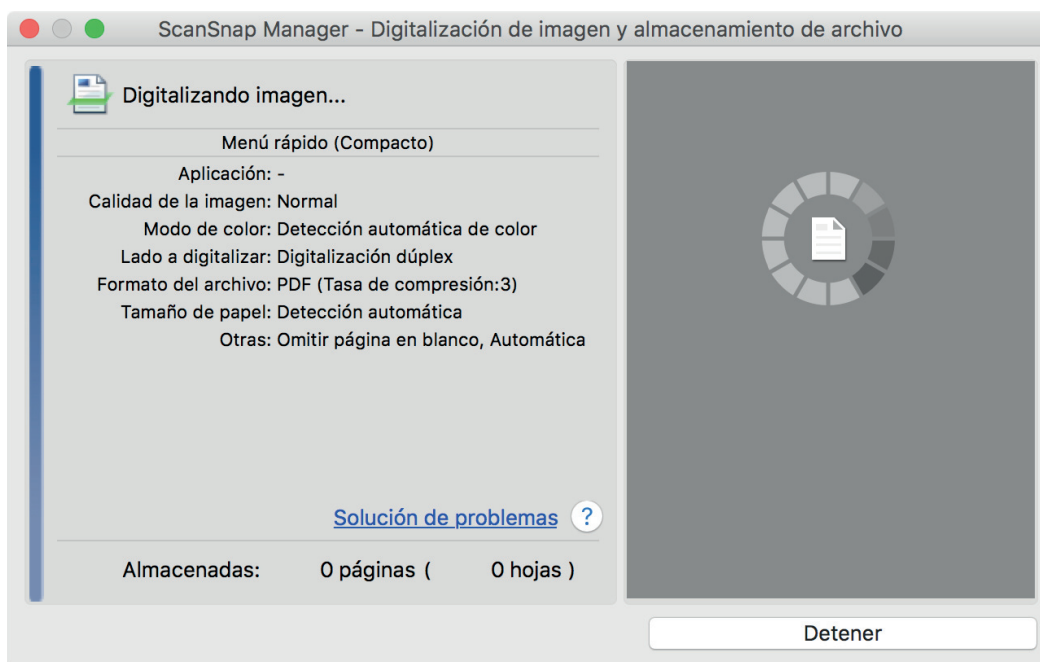 ScanSnap Manager - Digitalización de imagen y almacenamiento de archivo
Digitalizando imagen...
Menú rápido (Compacto)
Aplicación: -
Calidad de la imagen: Normal
Modo de color: Detección automática de color
Lado a digitalizar: Digitalización dúplex
Formato del archivo: PDF (Tasa de compresión:3)
Tamaño de papel: Detección automática
Otras: Omitir página en blanco, Automática
Solución de problemas ?
Almacenadas: 0 páginas ( 0 hojas )
Detener